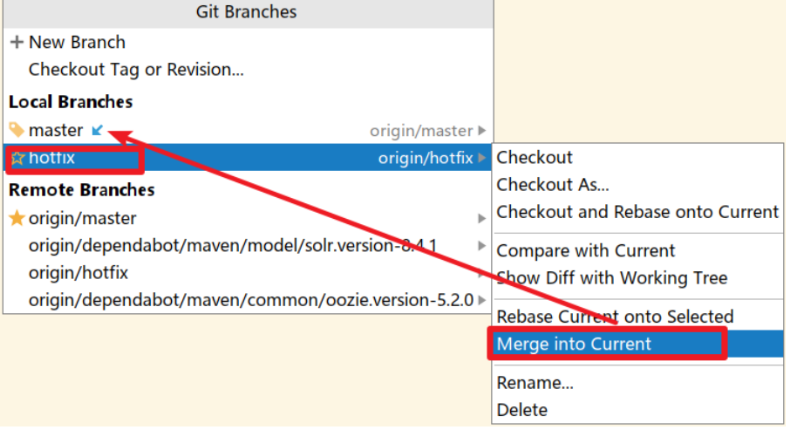 Git Branches
New Branch
Checkout Tag or Revision...
Local Branches
master origin/master
hotfix origin/hotfix
Remote Branches
origin/master
origin/dependabot/maven/model/solr.version-8.4.1
origin/hotfix
origin/dependabot/maven/common/oozie.version-5.2.0
Checkout
Checkout As...
Checkout and Rebase onto Current
Compare with Current
Show Diff with Working Tree
Rebase Current onto Selected
Merge into Current
Rename...
Delete